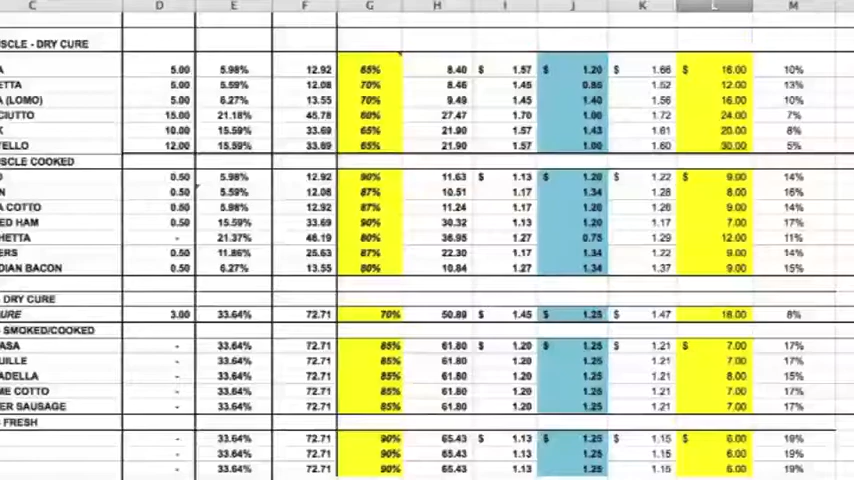 C D E F G H I J K L M
SCLE - DRY CURE
A 5.00 5.98% 12.92 65% 8.40 $ 1.57 $ 1.20 $ 1.66 $ 16.00 10%
ETTA 5.00 5.59% 12.08 70% 8.46 1.45 0.85 1.52 12.00 13%
A (LOMO) 5.00 6.27% 13.55 70% 9.49 1.45 1.40 1.56 16.00 10%
CIUTTO 15.00 21.18% 45.78 60% 27.47 1.70 1.00 1.72 24.00 7%
K 10.00 15.59% 33.69 65% 21.90 1.57 1.43 1.61 20.00 8%
TELLO 12.00 15.59% 33.69 65% 21.90 1.57 1.00 1.60 30.00 5%
USCLE COOKED
O 0.50 5.98% 12.92 90% 11.63 $ 1.13 $ 1.20 $ 1.22 $ 9.00 14%
N 0.50 5.59% 12.08 87% 10.51 1.17 1.34 1.28 8.00 16%
A COTTO 0.50 5.98% 12.92 87% 11.24 1.17 1.20 1.26 9.00 14%
ED HAM 0.50 15.59% 33.69 90% 30.32 1.13 1.20 1.17 7.00 17%
HETTA - 21.37% 46.19 80% 36.95 1.27 0.75 1.29 12.00 11%
ERS 0.50 11.86% 25.63 87% 22.30 1.17 1.34 1.22 9.00 14%
DIAN BACON 0.50 6.27% 13.55 80% 10.84 1.27 1.34 1.37 9.00 15%
- DRY CURE
URE 3.00 33.64% 72.71 70% 50.89 $ 1.45 $ 1.25 $ 1.47 18.00 8%
- SMOKED/COOKED
ASA - 33.64% 72.71 85% 61.80 $ 1.20 $ 1.25 $ 1.21 $ 7.00 17%
UILLE - 33.64% 72.71 85% 61.80 1.20 1.25 1.21 7.00 17%
ADELLA - 33.64% 72.71 85% 61.80 1.20 1.25 1.21 8.00 15%
ME COTTO - 33.64% 72.71 85% 61.80 1.20 1.25 1.21 7.00 17%
ER SAUSAGE - 33.64% 72.71 85% 61.80 1.20 1.25 1.21 7.00 17%
- FRESH
- 33.64% 72.71 90% 65.43 $ 1.13 $ 1.25 $ 1.15 $ 6.00 19%
- 33.64% 72.71 90% 65.43 1.13 1.25 1.15 6.00 19%
- 33.64% 72.71 90% 65.43 1.13 1.25 1.15 6.00 19%